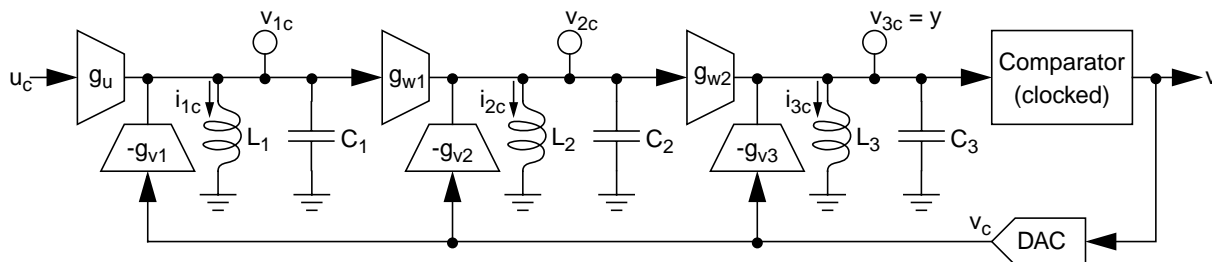 v1c
v2c
v3c = y
uc
gu
gw1
gw2
Comparator
(clocked)
v
i1c
L1
C1
i2c
L2
C2
i3c
L3
C3
-gv1
-gv2
-gv3
vc
DAC